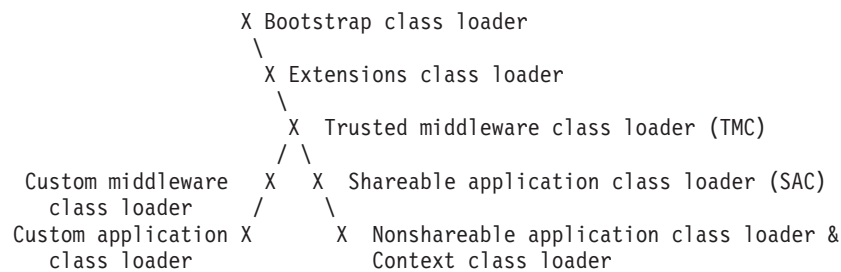 X Bootstrap class loader
\
X Extensions class loader
\
X Trusted middleware class loader (TMC)
/ \
Custom middleware X X Shareable application class loader (SAC)
class loader / \
Custom application X X Nonshareable application class loader &
class loader Context class loader